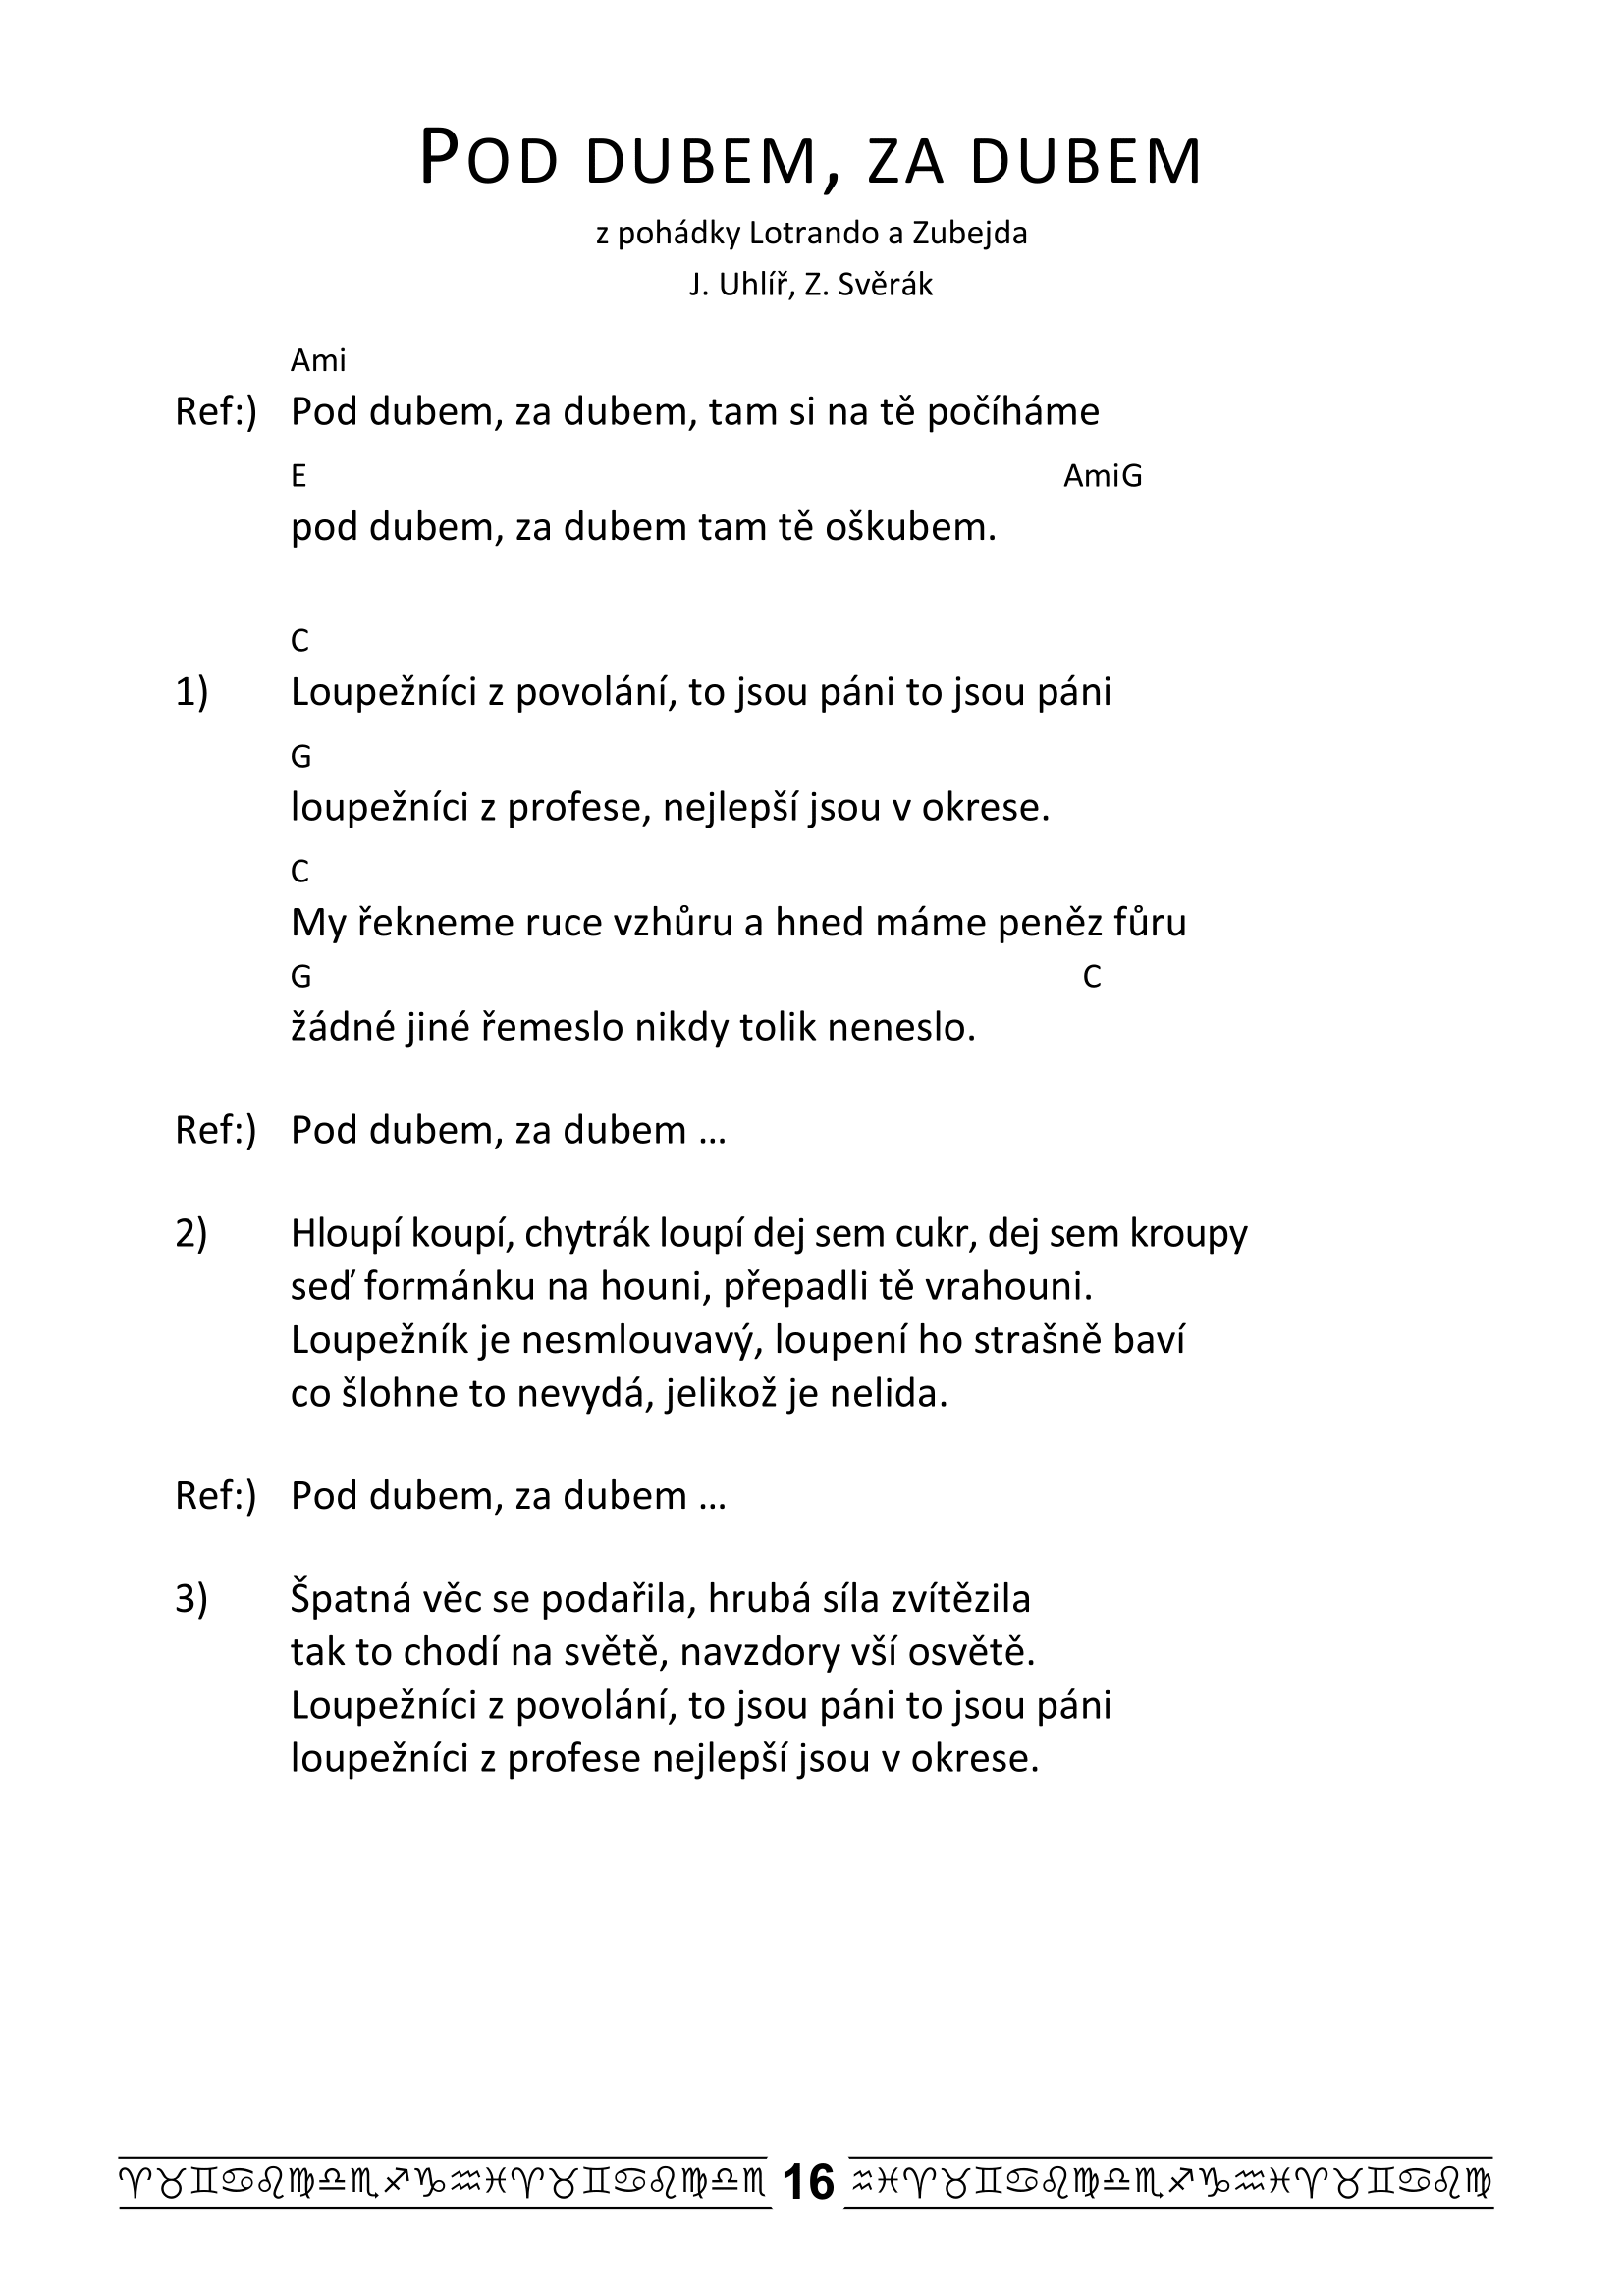 POD DUBEM, ZA DUBEM
z pohádky Lotrando a Zubejda
J. Uhlíř, Z. Svěrák
Ami
Ref:) Pod dubem, za dubem, tam si na tě počíháme
E AmiG
pod dubem, za dubem tam tě oškubem.
C
1) Loupežníci z povolání, to jsou páni to jsou páni
G
loupežníci z profese, nejlepší jsou v okrese.
C
My řekneme ruce vzhůru a hned máme peněz fůru
G C
žádné jiné řemeslo nikdy tolik neneslo.
Ref:) Pod dubem, za dubem …
2) Hloupí koupí, chytrák loupí dej sem cukr, dej sem kroupy
seď formánku na houni, přepadli tě vrahouni.
Loupežník je nesmlouvavý, loupení ho strašně baví
co šlohne to nevydá, jelikož je nelida.
Ref:) Pod dubem, za dubem …
3) Špatná věc se podařila, hrubá síla zvítězila
tak to chodí na světě, navzdory vší osvětě.
Loupežníci z povolání, to jsou páni to jsou páni
loupežníci z profese nejlepší jsou v okrese.
♈♉♊♋♌♍♎♏♐♑♒♓♈♉♊♋♌♍♎♏ 16 ♒♓♈♉♊♋♌♍♎♏♐♑♒♓♈♉♊♋♌♍